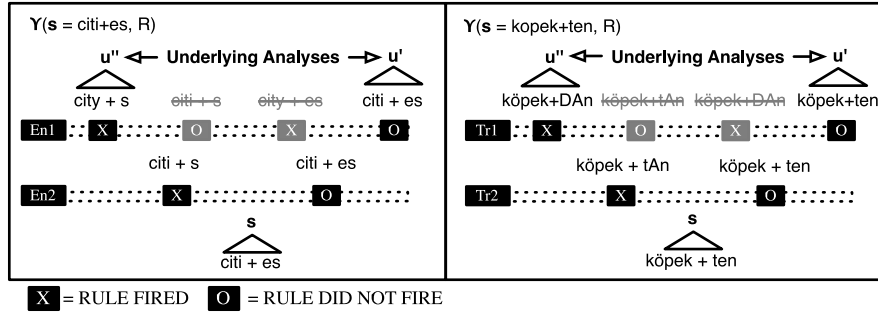 ϒ(s = citi+es, R)
u'' Underlying Analyses u'
city + s citi + s city + es citi + es
En1 X O X O
citi + s citi + es
En2 X O
s
citi + es
ϒ(s = kopek+ten, R)
u'' Underlying Analyses u'
köpek+DAn köpek+tAn köpek+DAn köpek+ten
Tr1 X O X O
köpek + tAn köpek + ten
Tr2 X O
s
köpek + ten
X = RULE FIRED O = RULE DID NOT FIRE